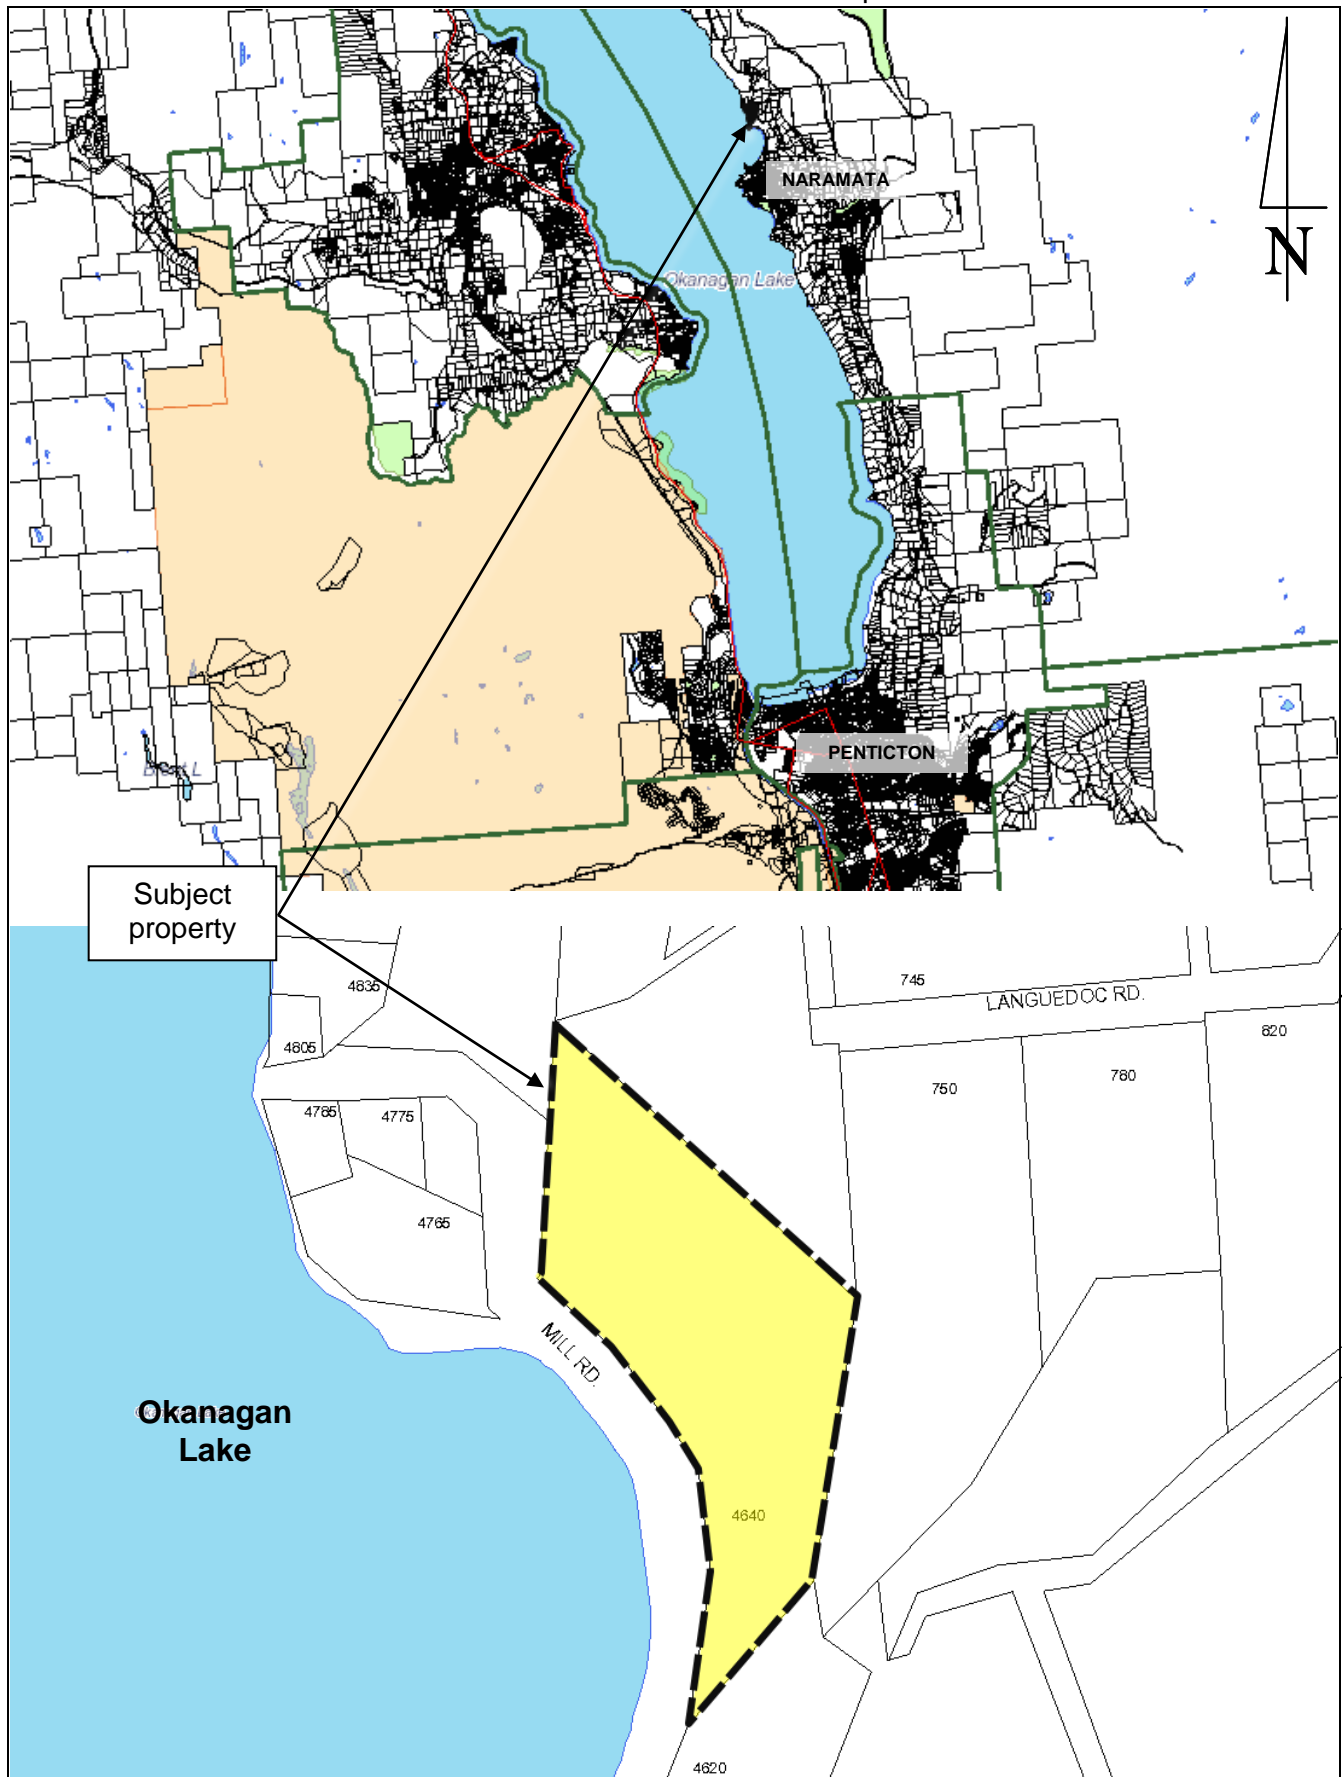 NARAMATA
N
Okanagan Lake
PENTICTON
Subject
property
4835
745
LANGUEDOC RD.
820
4805
750
780
4785
4775
4765
MILL RD.
Okanagan
Lake
4640
4620